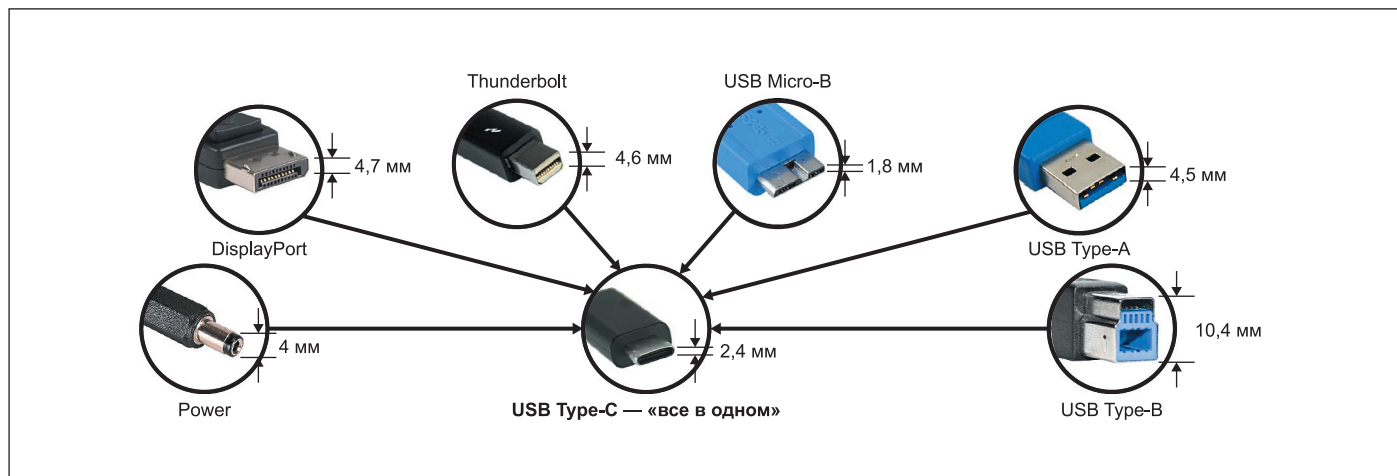 Thunderbolt
USB Micro-B
4,7 мм
4,6 мм
1,8 мм
4,5 мм
DisplayPort
USB Type-A
4 мм
2,4 мм
10,4 мм
Power
USB Type-C — «все в одном»
USB Type-B